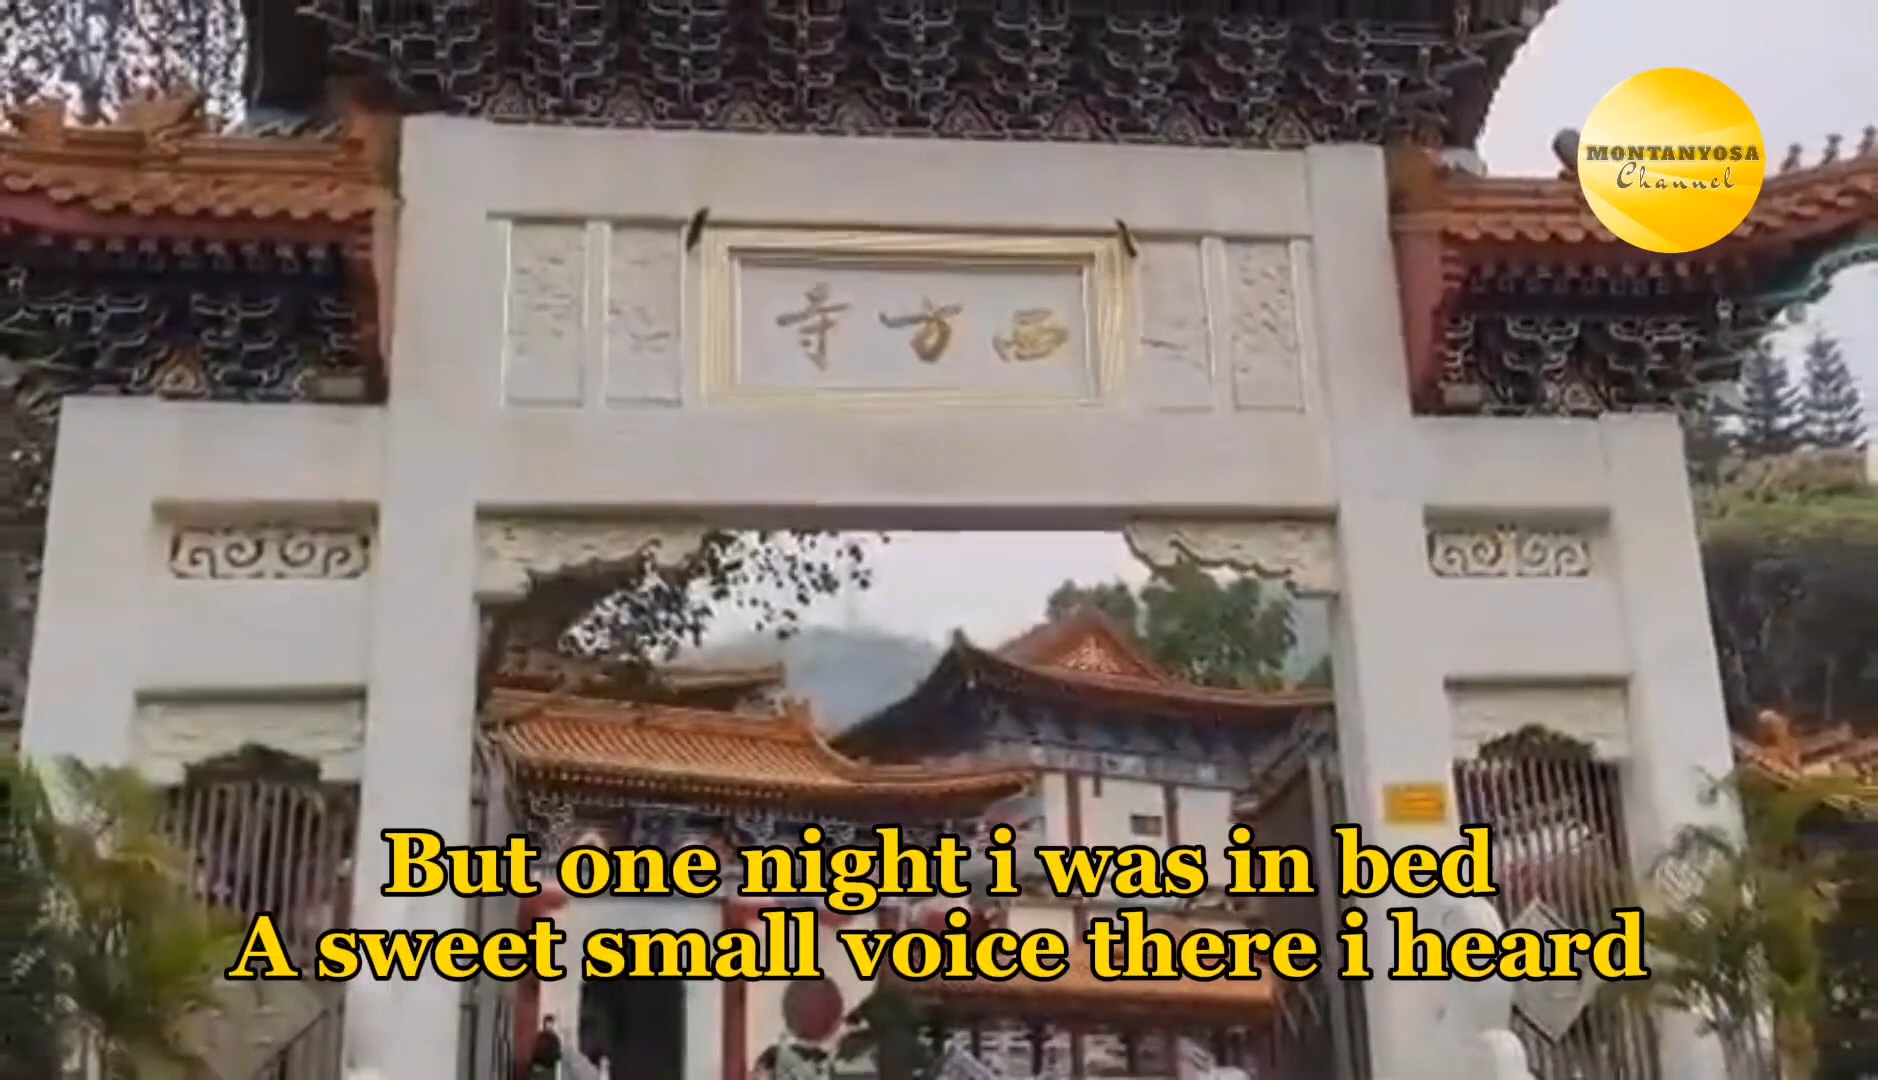 MONTANYOSA
Channel
寺方西
But one night i was in bed
A sweet small voice there i heard